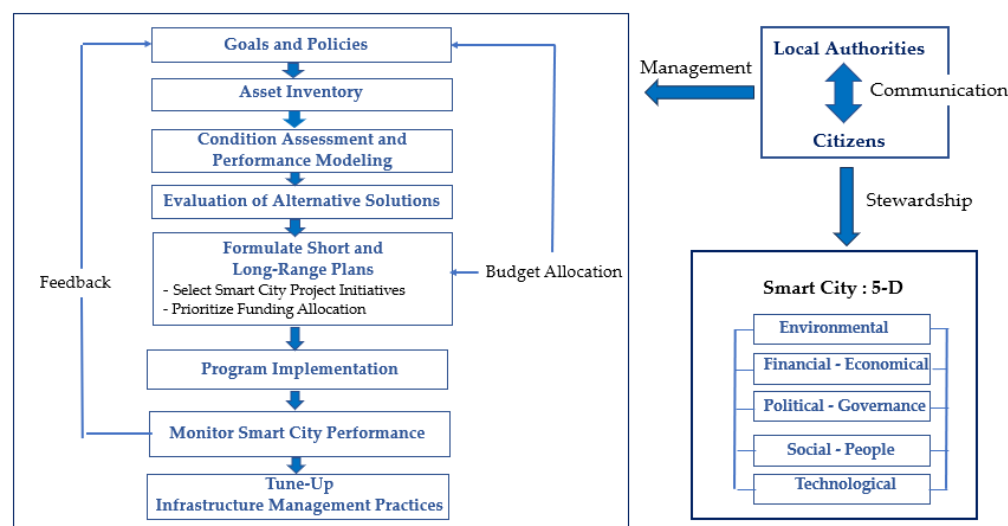 Goals and Policies
Asset Inventory
Condition Assessment and
Performance Modeling
Evaluation of Alternative Solutions
Formulate Short and
Long-Range Plans
- Select Smart City Project Initiatives
- Prioritize Funding Allocation
Program Implementation
Monitor Smart City Performance
Tune-Up
Infrastructure Management Practices
Feedback
Budget Allocation
Management
Local Authorities
Communication
Citizens
Stewardship
Smart City : 5-D
Environmental
Financial - Economical
Political - Governance
Social - People
Technological